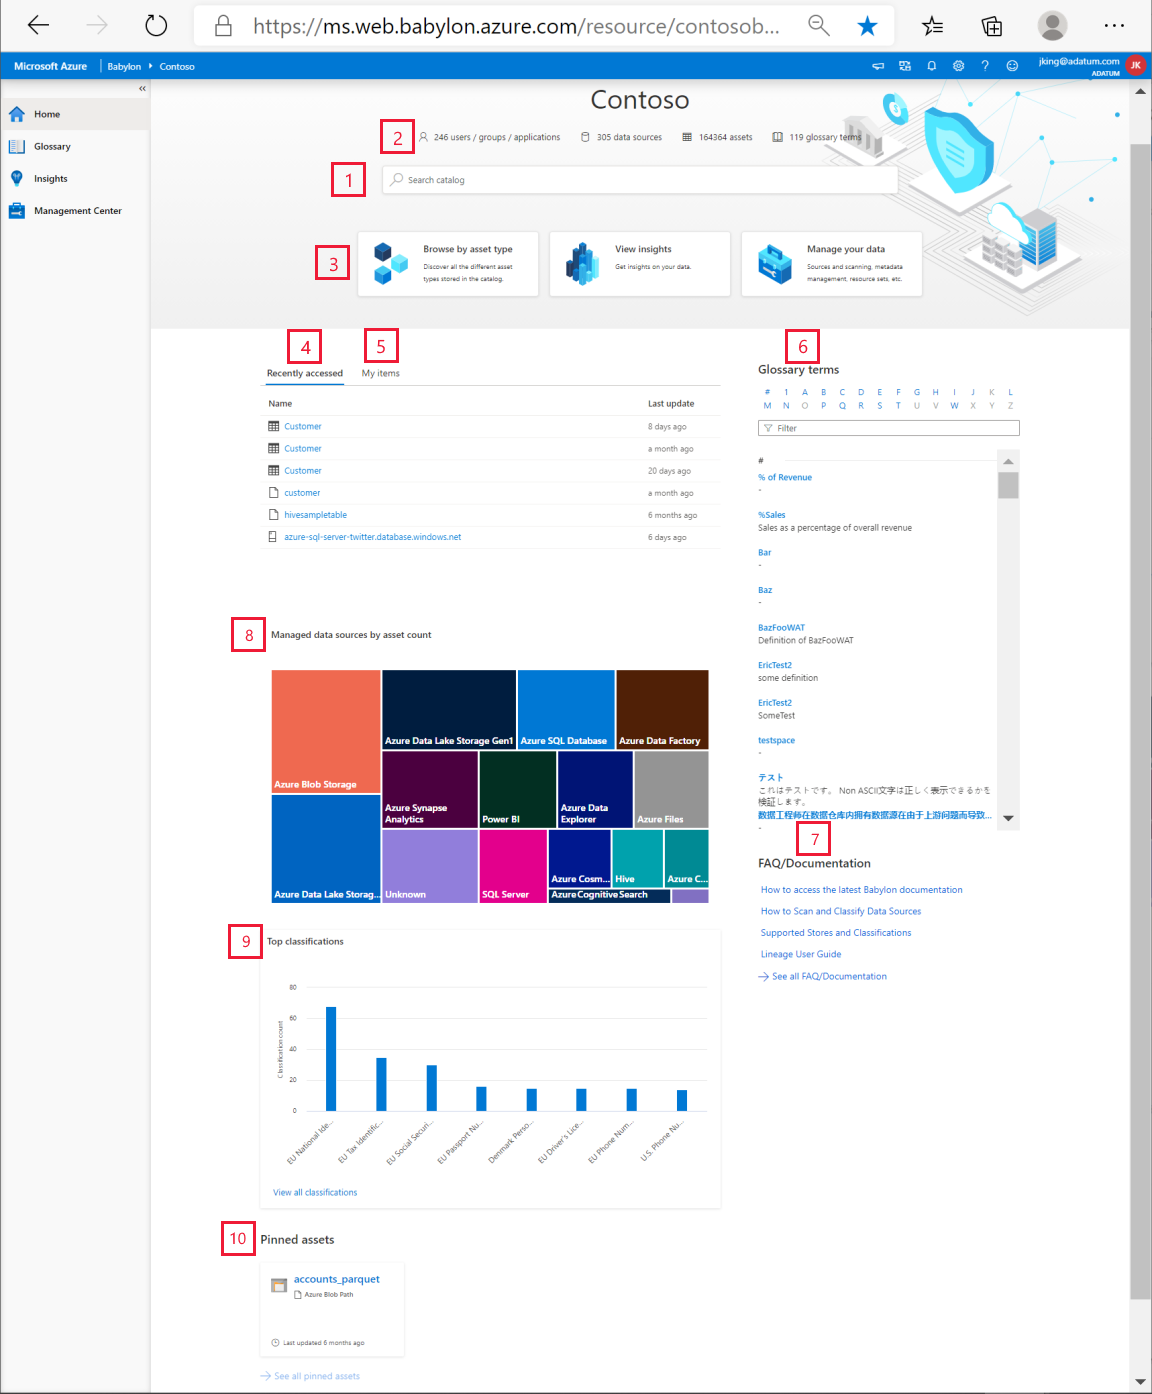 https://ms.web.babylon.azure.com/resource/contosob...
Microsoft Azure Babylon Contoso
jking@adatum.com
ADATUM
JK
Home
Glossary
Insights
Management Center
Contoso
2 246 users / groups / applications 305 data sources 164364 assets 119 glossary terms
1 Search catalog
3
Browse by asset type
Discover all the different asset
types stored in the catalog.
View insights
Get insights on your data.
Manage your data
Sources and scanning, metadata
management, resource sets, etc.
4 5
Recently accessed My items
Name Last update
Customer 8 days ago
Customer a month ago
Customer 20 days ago
customer a month ago
hivesampletable 6 months ago
azure-sql-server-twitter.database.windows.net 6 days ago
6
Glossary terms
# 1 A B C D E F G H I J K L
M N O P Q R S T U V W X Y Z
Filter
#
% of Revenue
-
%Sales
Sales as a percentage of overall revenue
Bar
-
Baz
-
BazFooWAT
Definition of BazFooWAT
EricTest2
some definition
EricTest2
SomeTest
testspace
-
テスト
これはテストです。 Non ASCII文字は正しく表示できるかを
検証します。
数据工程师在数据仓库内拥有数据源在由于上游问题而导致...
-
7
FAQ/Documentation
How to access the latest Babylon documentation
How to Scan and Classify Data Sources
Supported Stores and Classifications
Lineage User Guide
See all FAQ/Documentation
8 Managed data sources by asset count
Azure Blob Storage
Azure Data Lake Storage Gen1
Azure SQL Database
Azure Data Factory
Azure Synapse
Analytics
Power BI
Azure Data
Explorer
Azure Files
Azure Data Lake Storag...
Unknown
SQL Server
Azure Cosm...
Hive
Azure C...
Azure Cognitive Search
9 Top classifications
Classification count
80
60
40
20
0
EU National Ide...
EU Tax Identific...
EU Social Securi...
EU Passport Nu...
Denmark Perso...
EU Driver's Lice...
EU Phone Num...
U.S. Phone Nu...
View all classifications
10 Pinned assets
accounts_parquet
Azure Blob Path
Last updated 6 months ago
See all pinned assets